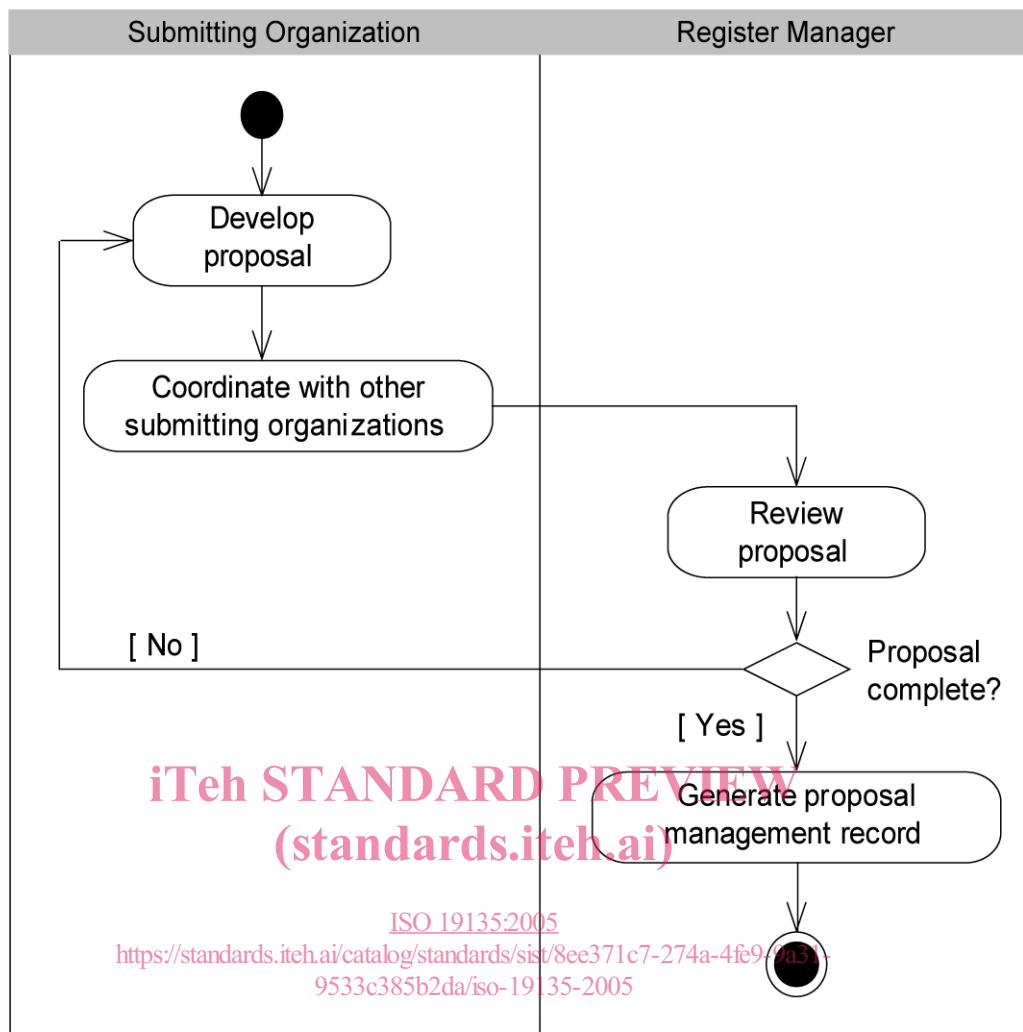 Submitting Organization
Register Manager
Develop
proposal
Coordinate with other
submitting organizations
Review
proposal
[ No ]
Proposal
complete?
[ Yes ]
iTeh STANDARD PREVIEW
(standards.iteh.ai)
Generate proposal
management record
ISO 19135:2005
https://standards.iteh.ai/catalog/standards/sist/8ee371c7-274a-4fe9-9a31-
9533c385b2da/iso-19135-2005